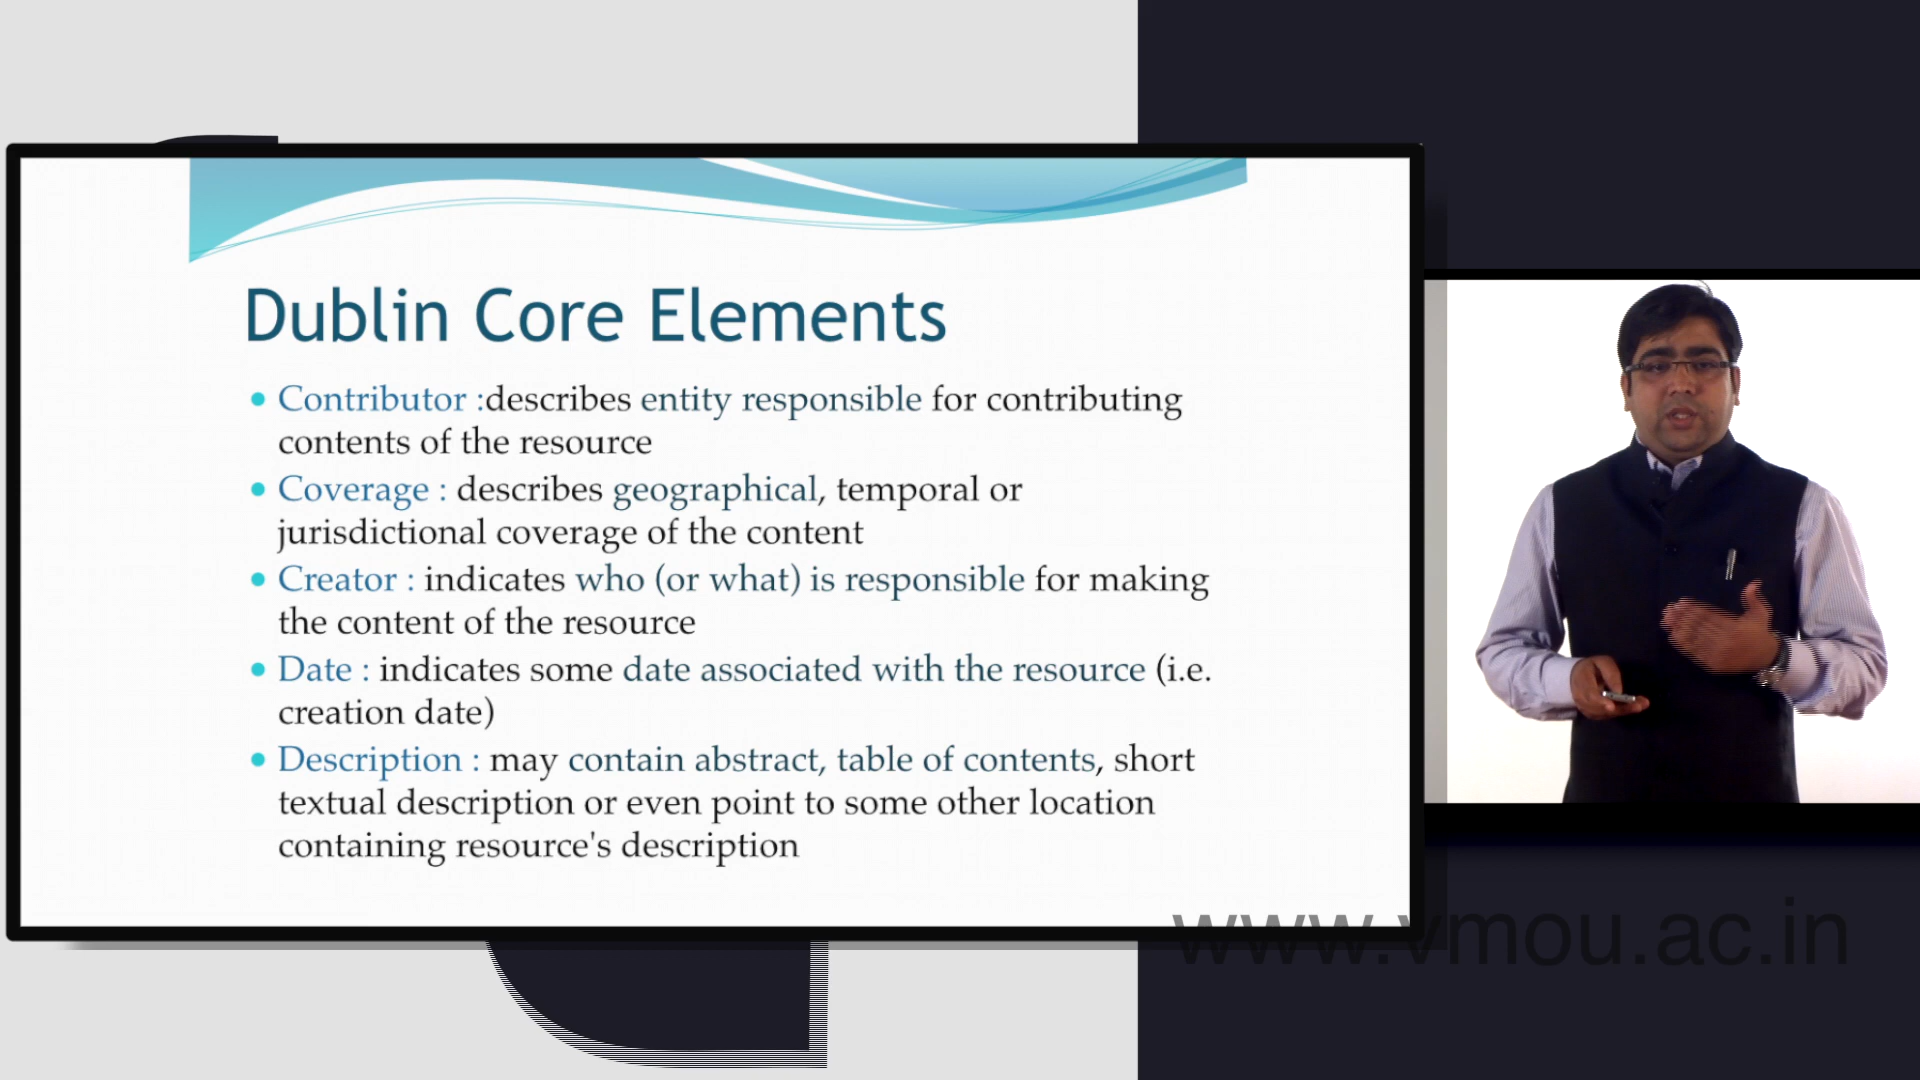 Dublin Core Elements
• Contributor :describes entity responsible for contributing
contents of the resource
• Coverage : describes geographical, temporal or
jurisdictional coverage of the content
• Creator : indicates who (or what) is responsible for making
the content of the resource
• Date : indicates some date associated with the resource (i.e.
creation date)
• Description : may contain abstract, table of contents, short
textual description or even point to some other location
containing resource's description
www.vmou.ac.in